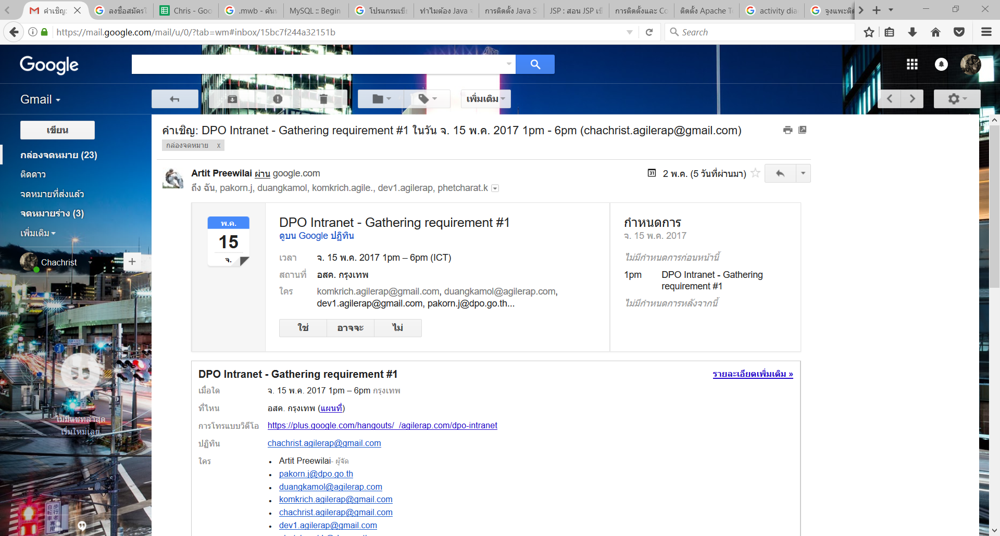 คำเชิญ:
ลงชื่อสมัครใ
Chris - Goo
.mwb - ค้น
MySQL :: Begin
โปรแกรมเขี
ทำไมต้อง Java
การติดตั้ง Java S
JSP : สอน JSP เ
การติดตั้งและ Co
ติดตั้ง Apache To
activity dia
จูงแพะติด
https://mail.google.com/mail/u/0/?tab=wm#inbox/15bc7f244a32151b
Search
Google
Gmail
เพิ่มเติม
เขียน
กล่องจดหมาย (23)
ติดดาว
จดหมายที่ส่งแล้ว
จดหมายร่าง (3)
เพิ่มเติม
Chachrist
ไม่มีแชทล่าสุด
เริ่มใหม่เลย
คำเชิญ: DPO Intranet - Gathering requirement #1 ในวัน จ. 15 พ.ค. 2017 1pm - 6pm (chachrist.agilerap@gmail.com)
กล่องจดหมาย x
Artit Preewilai ผ่าน google.com
31 2 พ.ค. (5 วันที่ผ่านมา)
ถึง ฉัน, pakorn.j, duangkamol, komkrich.agile., dev1.agilerap, phetcharat.k
พ.ค.
15
จ.
DPO Intranet - Gathering requirement #1
ดูบน Google ปฏิทิน
เวลา จ. 15 พ.ค. 2017 1pm – 6pm (ICT)
สถานที่ อสค. กรุงเทพ
ใคร komkrich.agilerap@gmail.com, duangkamol@agilerap.com,
dev1.agilerap@gmail.com, pakorn.j@dpo.go.th...
ใช่ อาจจะ ไม่
กำหนดการ
จ. 15 พ.ค. 2017
ไม่มีกำหนดการก่อนหน้านี้
1pm DPO Intranet - Gathering
requirement #1
ไม่มีกำหนดการหลังจากนี้
DPO Intranet - Gathering requirement #1
รายละเอียดเพิ่มเติม »
เมื่อใด จ. 15 พ.ค. 2017 1pm – 6pm กรุงเทพ
ที่ไหน อสค. กรุงเทพ (แผนที่)
การโทรแบบวิดีโอ https://plus.google.com/hangouts/_/agilerap.com/dpo-intranet
ปฏิทิน chachrist.agilerap@gmail.com
ใคร
• Artit Preewilai- ผู้จัด
• pakorn.j@dpo.go.th
• duangkamol@agilerap.com
• komkrich.agilerap@gmail.com
• chachrist.agilerap@gmail.com
• dev1.agilerap@gmail.com
自転車
歩行者
専用